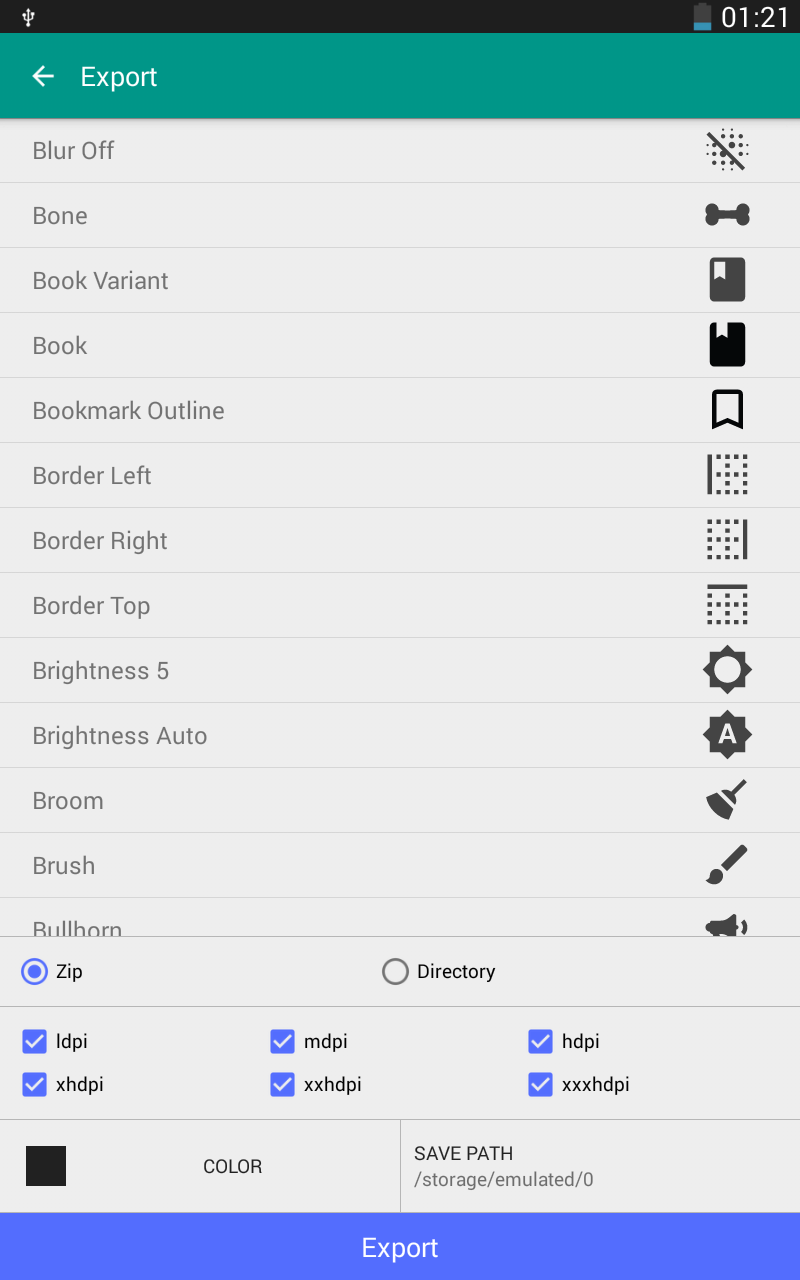 01:21
Export
Blur Off
Bone
Book Variant
Book
Bookmark Outline
Border Left
Border Right
Border Top
Brightness 5
Brightness Auto
A
Broom
Brush
Bullhorn
Zip Directory
ldpi mdpi hdpi
xhdpi xxhdpi xxxhdpi
COLOR
SAVE PATH
/storage/emulated/0
Export